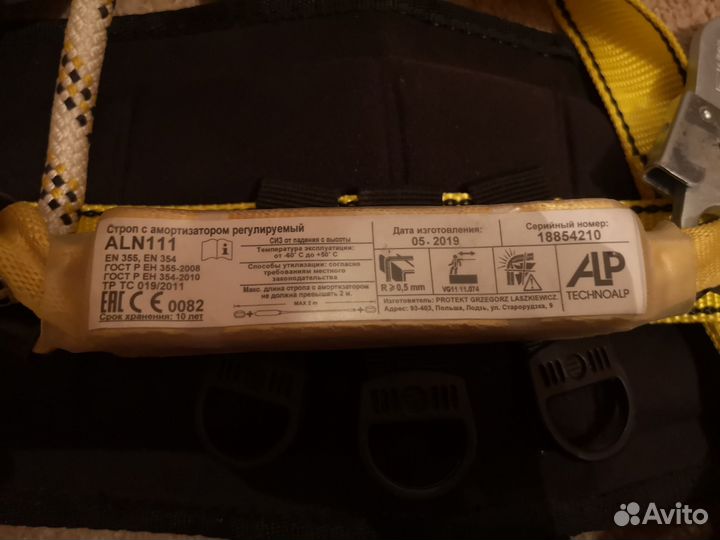 Строп с амортизатором регулируемый
ALN111
EN 355, EN 354
ГОСТ Р ЕН 355-2008
ГОСТ Р ЕН 354-2010
ТР ТС 019/2011
EAC CE 0082
Срок хранения: 10 лет
i
СИЗ от падения с высоты
Температура эксплуатации:
от -60° С до +50° С
Способы утилизации: согласно
требованиям местного
законодательства
Макс. длина стропа с амортизатором
не должна превышать 2 м.
MAX 2 m
Дата изготовления:
05 - 2019
Серийный номер:
18854210
R ≥ 0,5 mm
VG11.11.074
ALP
TECHNOALP
Изготовитель: PROTEKT GRZEGORZ LASZKIEWICZ.
Адрес: 93-403, Польша, Лодзь, ул. Старорудзка, 9
Avito